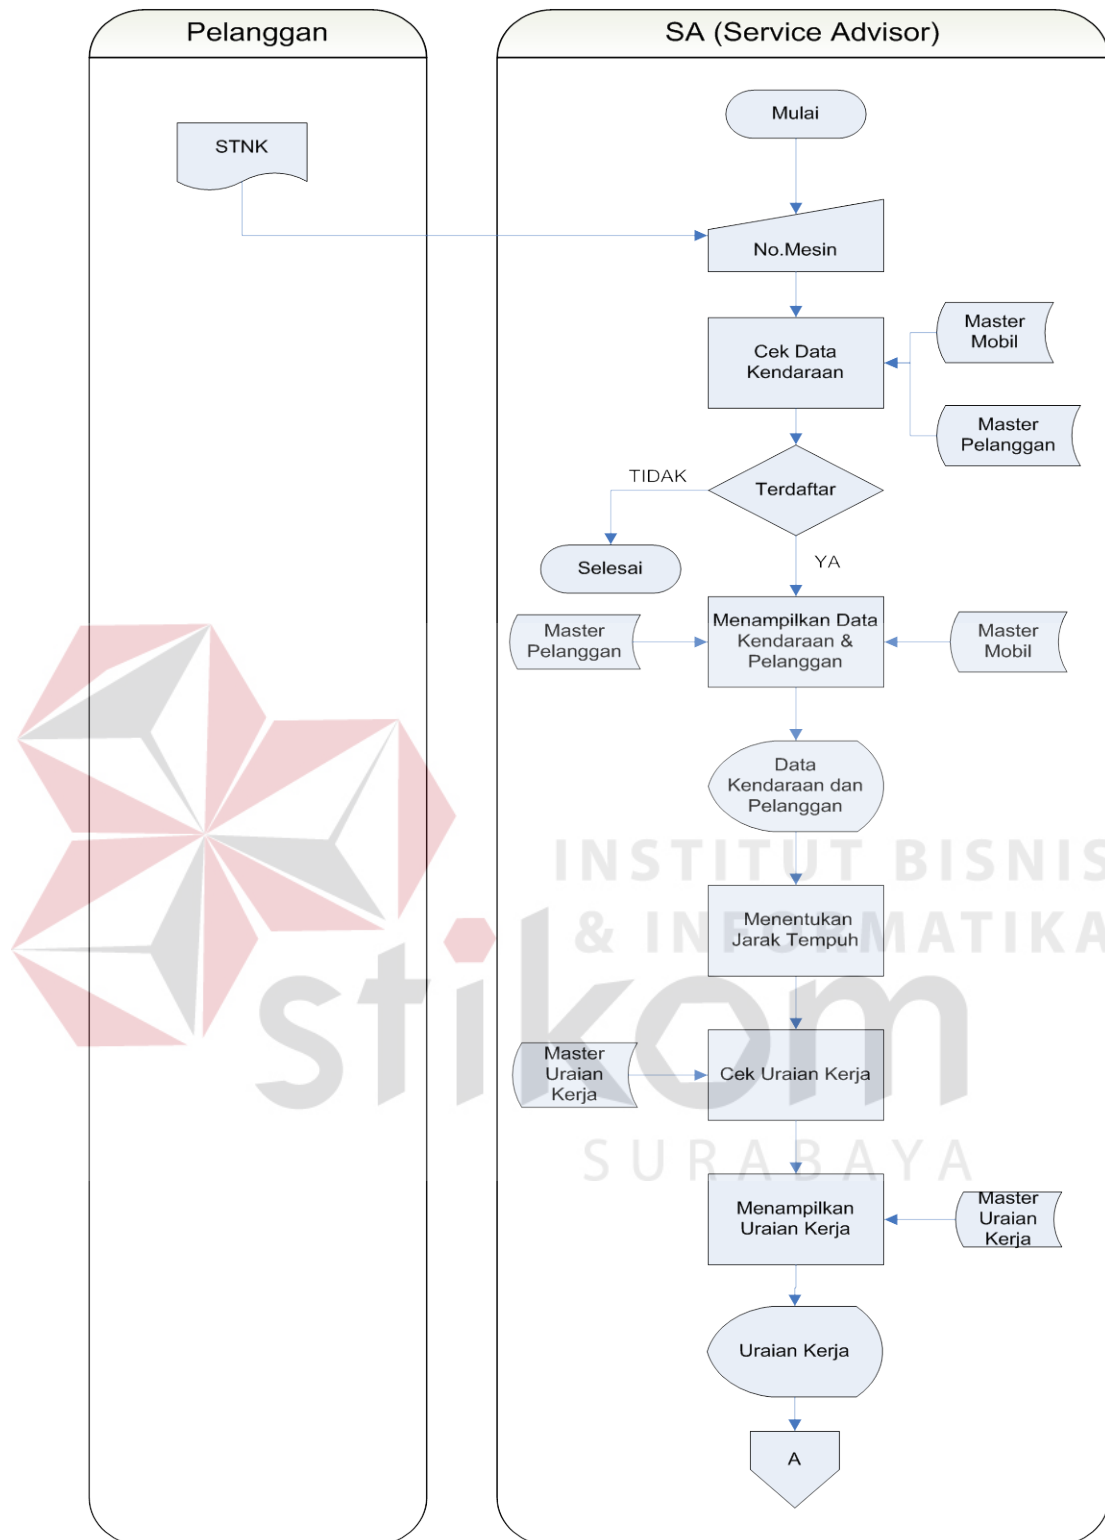 Pelanggan
SA (Service Advisor)
Mulai
STNK
No.Mesin
Cek Data
Kendaraan
Master
Mobil
Master
Pelanggan
Terdaftar
TIDAK
Selesai
YA
Menampilkan Data
Kendaraan &
Pelanggan
Master
Pelanggan
Master
Mobil
Data
Kendaraan dan
Pelanggan
INSTITUT BISNIS
& INFORMATIKA
stikom
SURABAYA
Menentukan
Jarak Tempuh
Master
Uraian
Kerja
Cek Uraian Kerja
Menampilkan
Uraian Kerja
Master
Uraian
Kerja
Uraian Kerja
A